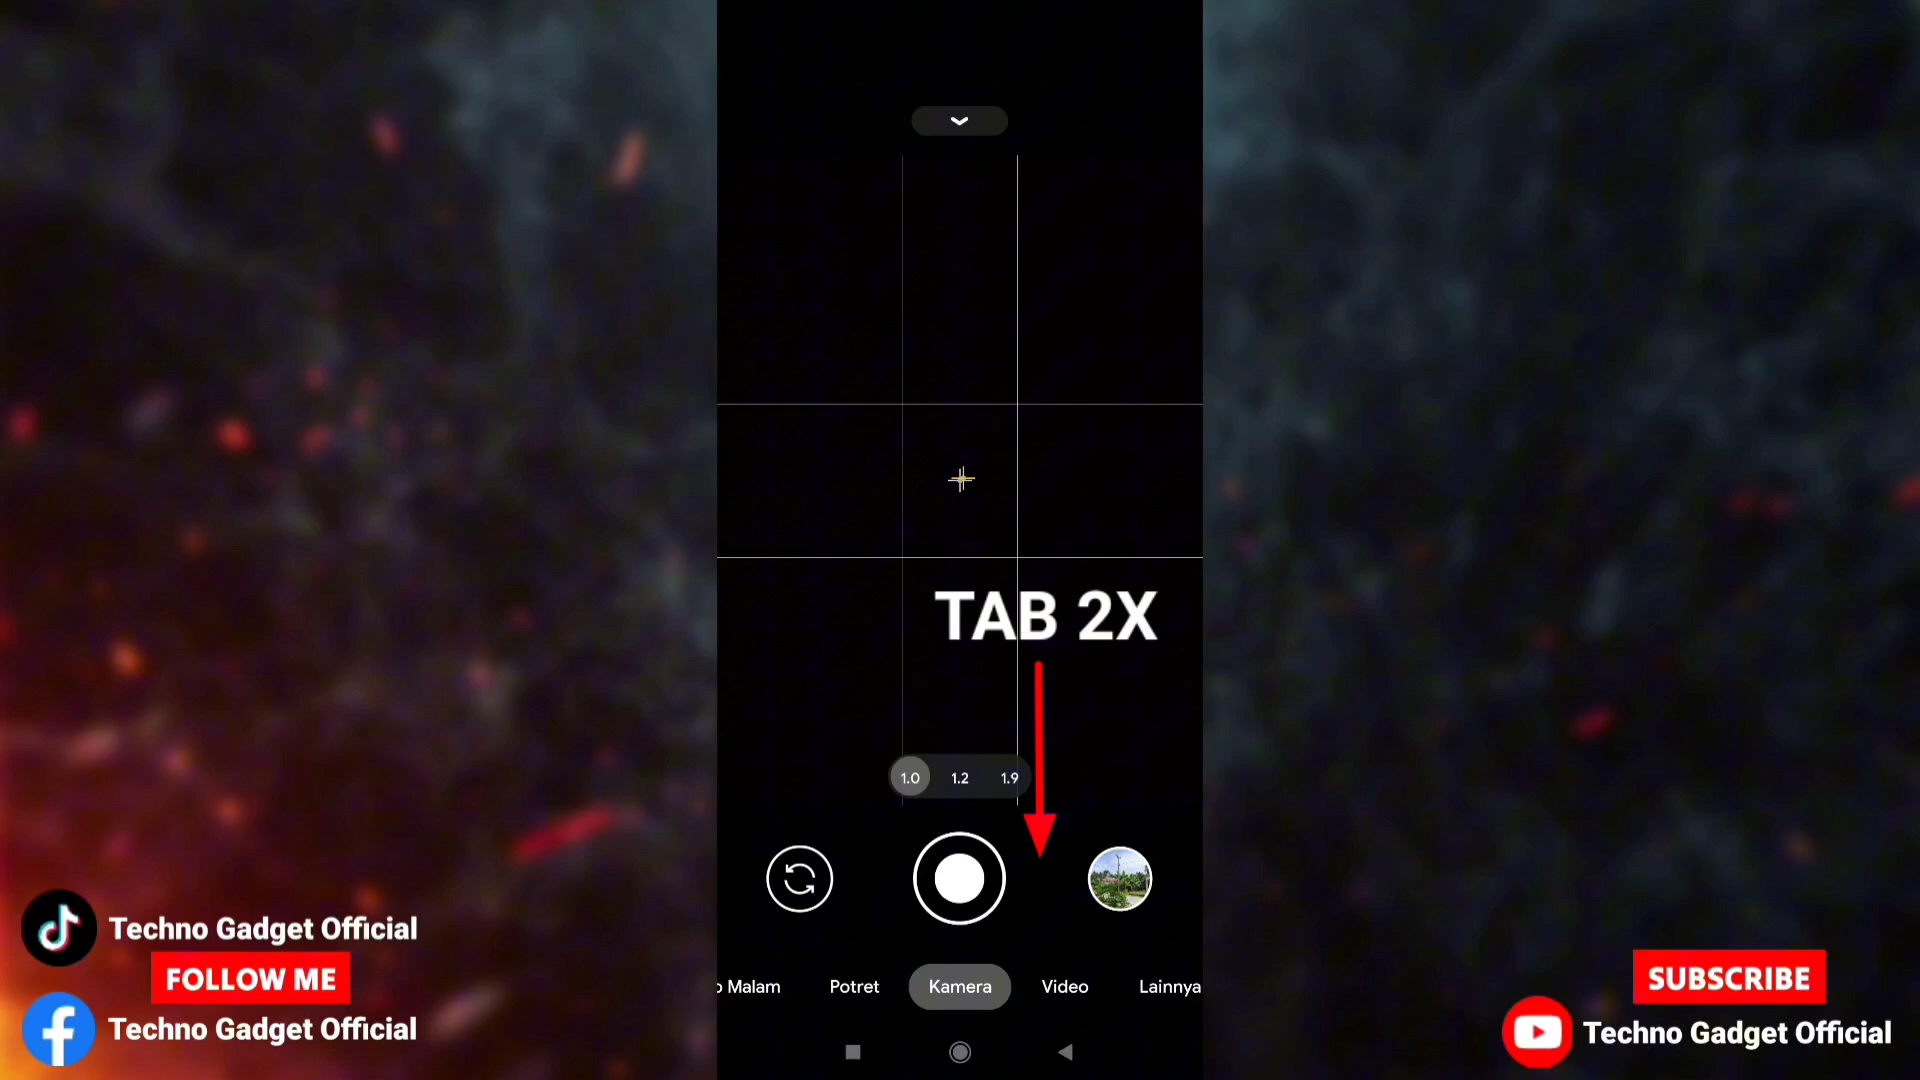 TAB 2X
1.0 1.2 1.9
Malam Potret Kamera Video Lainnya
Techno Gadget Official
FOLLOW ME
Techno Gadget Official
SUBSCRIBE
Techno Gadget Official